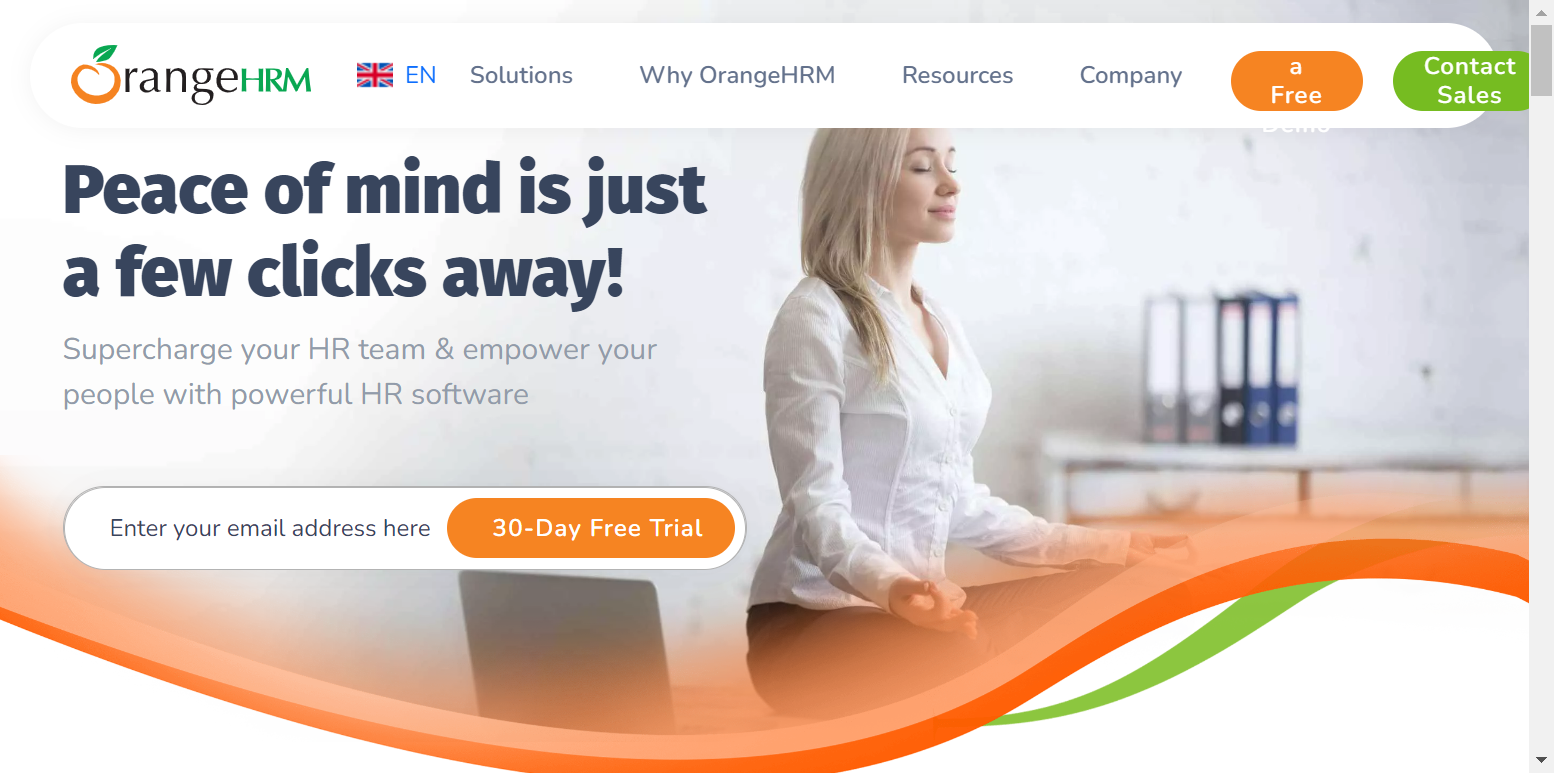 OrangeHRM
EN
Solutions
Why OrangeHRM
Resources
Company
a
Free
Demo
Contact
Sales
Peace of mind is just
a few clicks away!
Supercharge your HR team & empower your
people with powerful HR software
Enter your email address here
30-Day Free Trial